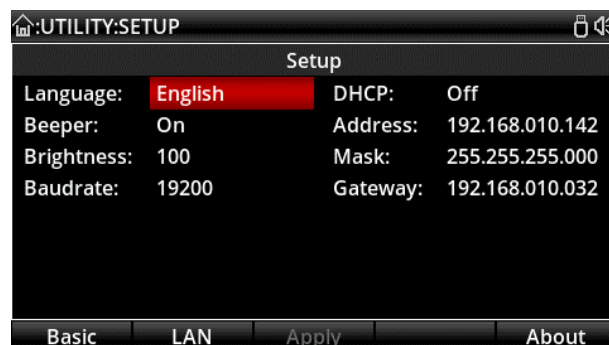 :UTILITY:SETUP
Setup
Language: English DHCP: Off
Beeper: On Address: 192.168.010.142
Brightness: 100 Mask: 255.255.255.000
Baudrate: 19200 Gateway: 192.168.010.032
Basic LAN Apply About